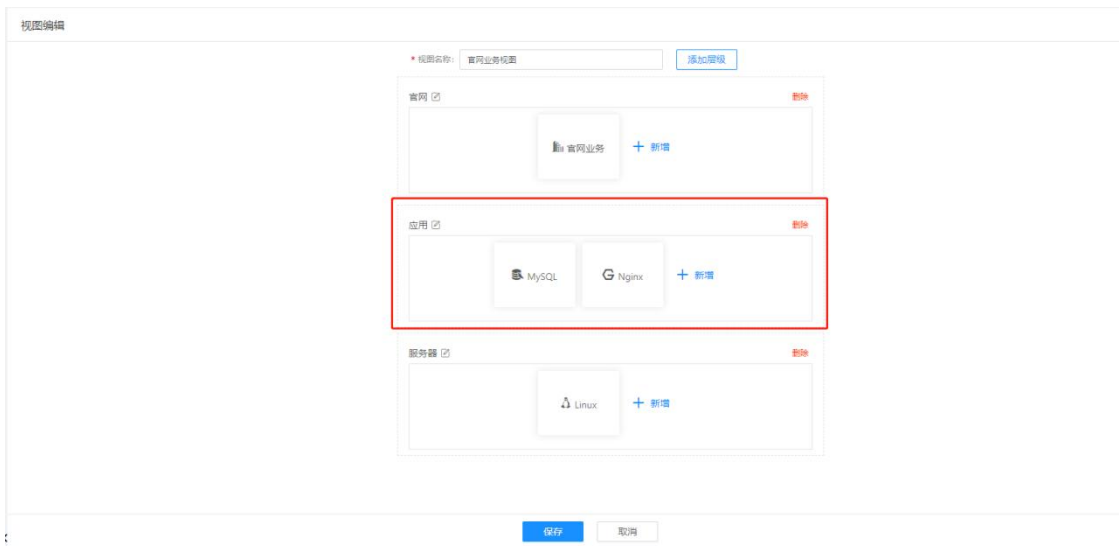 视图编辑
* 视图名称: 官网业务视图 添加层级
官网 删除
官网业务 + 新增
应用 删除
MySQL Nginx + 新增
服务器 删除
Linux + 新增
保存 取消